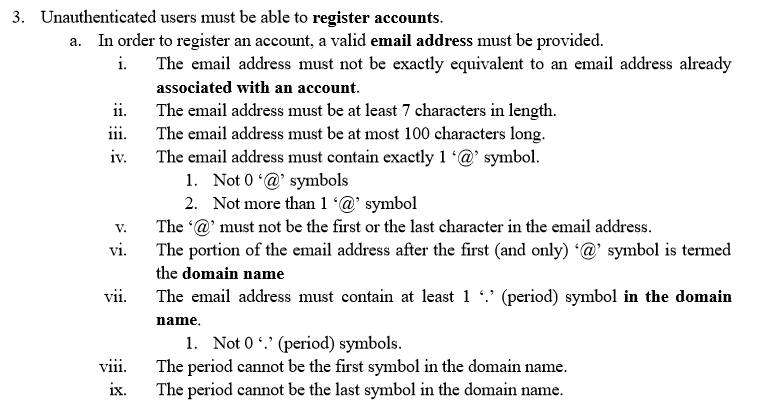 3. Unauthenticated users must be able to register accounts.
a. In order to register an account, a valid email address must be provided.
i. The email address must not be exactly equivalent to an email address already
associated with an account.
ii. The email address must be at least 7 characters in length.
iii. The email address must be at most 100 characters long.
iv. The email address must contain exactly 1 ‘@’ symbol.
1. Not 0 ‘@’ symbols
2. Not more than 1 ‘@’ symbol
v. The ‘@’ must not be the first or the last character in the email address.
vi. The portion of the email address after the first (and only) ‘@’ symbol is termed
the domain name
vii. The email address must contain at least 1 ‘.’ (period) symbol in the domain
name.
1. Not 0 ‘.’ (period) symbols.
viii. The period cannot be the first symbol in the domain name.
ix. The period cannot be the last symbol in the domain name.